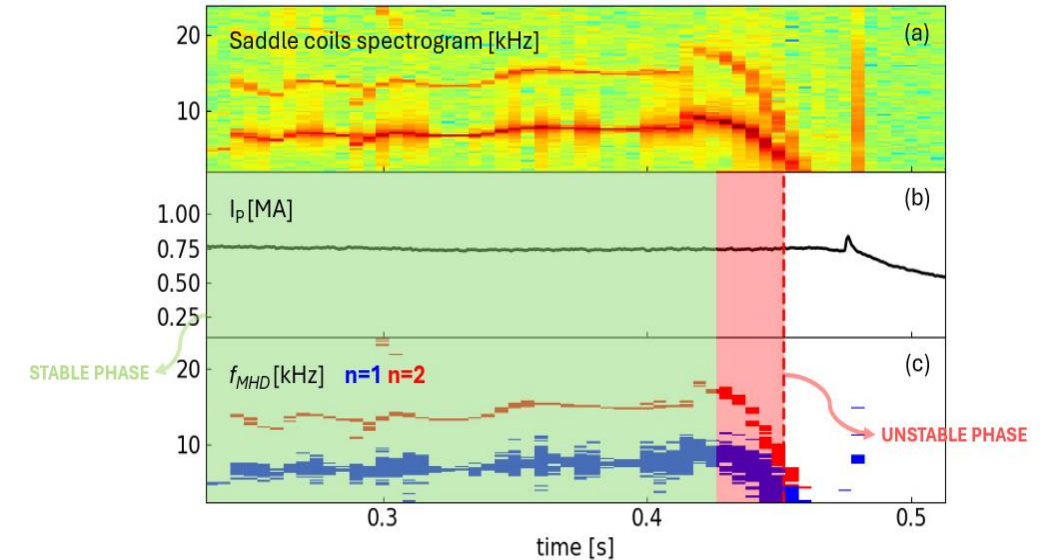 20
10
Saddle coils spectrogram [kHz]
(a)
1.00
0.75
0.50
0.25
Iₚ[MA]
(b)
STABLE PHASE
20
10
f_MHD[kHz] n=1 n=2
(c)
UNSTABLE PHASE
0.3 0.4 0.5
time [s]